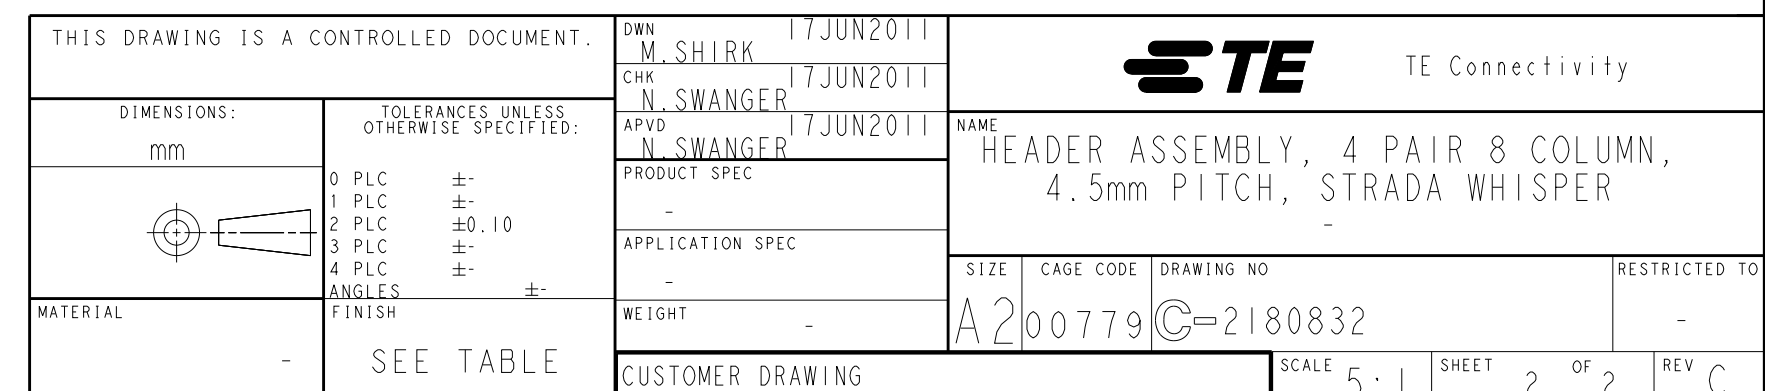 THIS DRAWING IS A CONTROLLED DOCUMENT.
DIMENSIONS:
mm
TOLERANCES UNLESS
OTHERWISE SPECIFIED:
0 PLC ±-
1 PLC ±-
2 PLC ±0.10
3 PLC ±-
4 PLC ±-
ANGLES ±-
MATERIAL
-
FINISH
SEE TABLE
DWN 17JUN2011
M.SHIRK
CHK 17JUN2011
N.SWANGER
APVD 17JUN2011
N.SWANGER
PRODUCT SPEC
-
APPLICATION SPEC
-
WEIGHT -
CUSTOMER DRAWING
TE TE Connectivity
NAME
HEADER ASSEMBLY, 4 PAIR 8 COLUMN,
4.5mm PITCH, STRADA WHISPER
-
SIZE CAGE CODE DRAWING NO RESTRICTED TO
A2 00779 C-2180832 -
SCALE 5:1 SHEET 2 OF 2 REV C